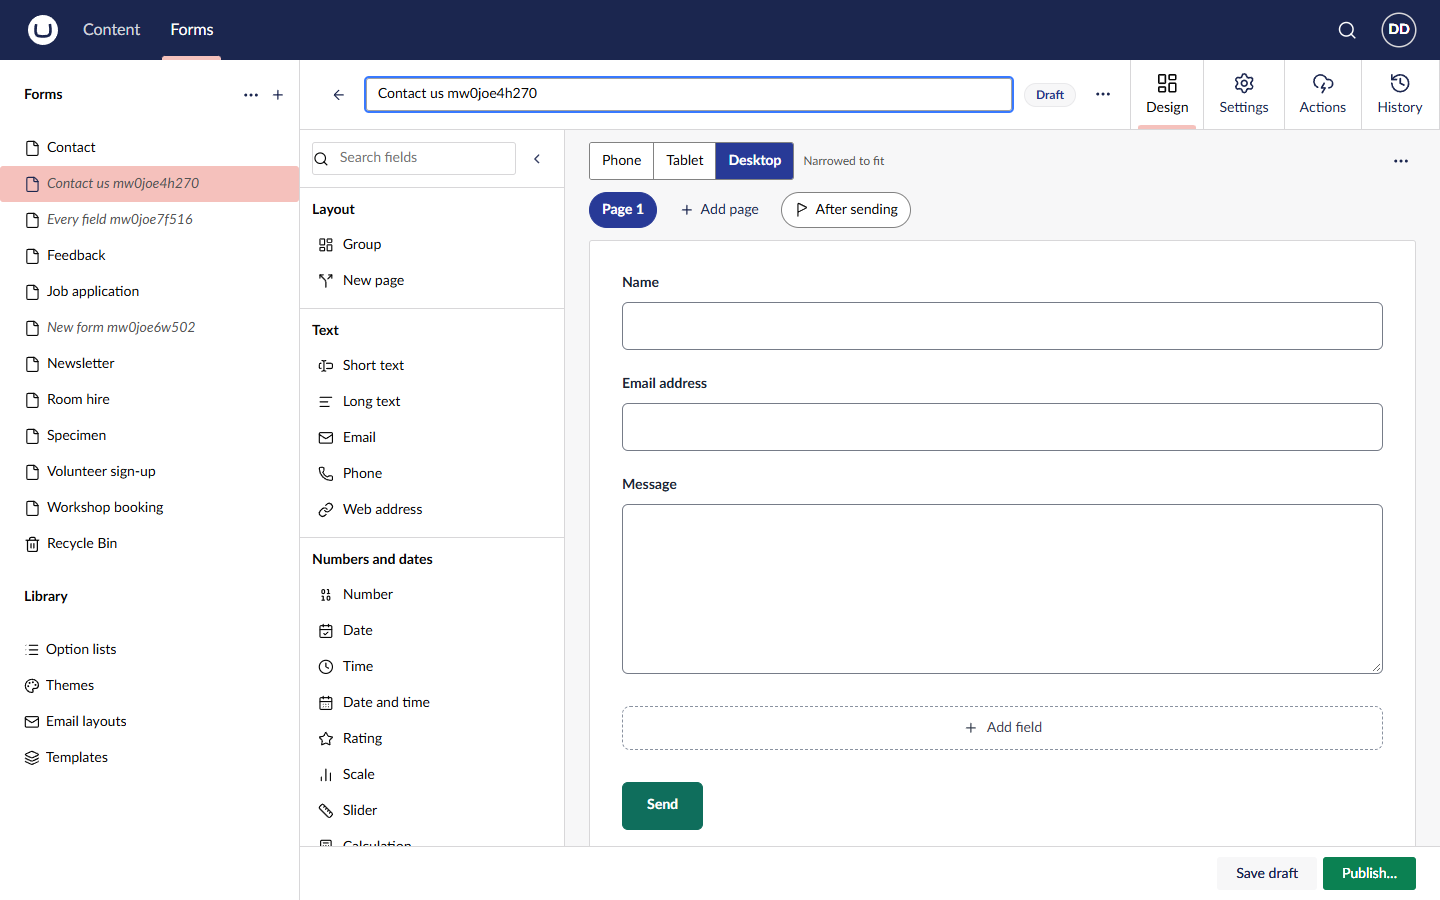 Content
Forms
DD
Forms
Contact
Contact us mw0joe4h270
Every field mw0joe7f516
Feedback
Job application
New form mw0joe6w502
Newsletter
Room hire
Specimen
Volunteer sign-up
Workshop booking
Recycle Bin
Library
Option lists
Themes
Email layouts
Templates
Contact us mw0joe4h270
Draft
Design
Settings
Actions
History
Search fields
Layout
Group
New page
Text
Short text
Long text
Email
Phone
Web address
Numbers and dates
Number
Date
Time
Date and time
Rating
Scale
Slider
Calculation
Phone
Tablet
Desktop
Narrowed to fit
Page 1
Add page
After sending
Name
Email address
Message
Add field
Send
Save draft
Publish...